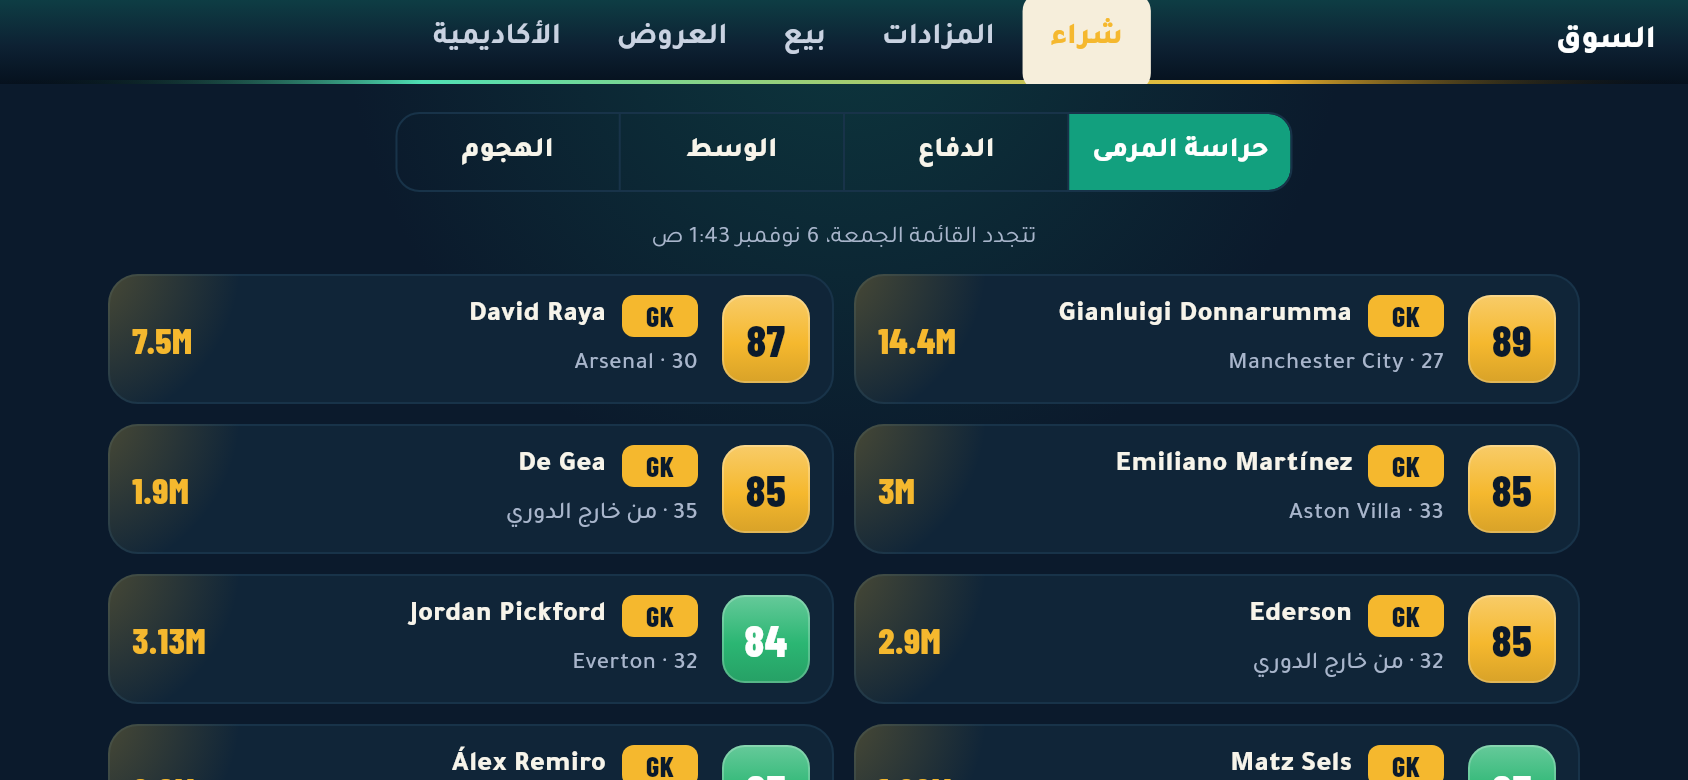 السوق
شراء
المزادات
بيع
العروض
الأكاديمية
حراسة المرمى
الدفاع
الوسط
الهجوم
تتجدد القائمة الجمعة، 6 نوفمبر 1:43 ص
89
GK
Gianluigi Donnarumma
Manchester City · 27
14.4M
87
GK
David Raya
Arsenal · 30
7.5M
85
GK
Emiliano Martínez
Aston Villa · 33
3M
85
GK
De Gea
35 · من خارج الدوري
1.9M
85
GK
Ederson
32 · من خارج الدوري
2.9M
84
GK
Jordan Pickford
Everton · 32
3.13M
GK
Matz Sels
GK
Álex Remiro